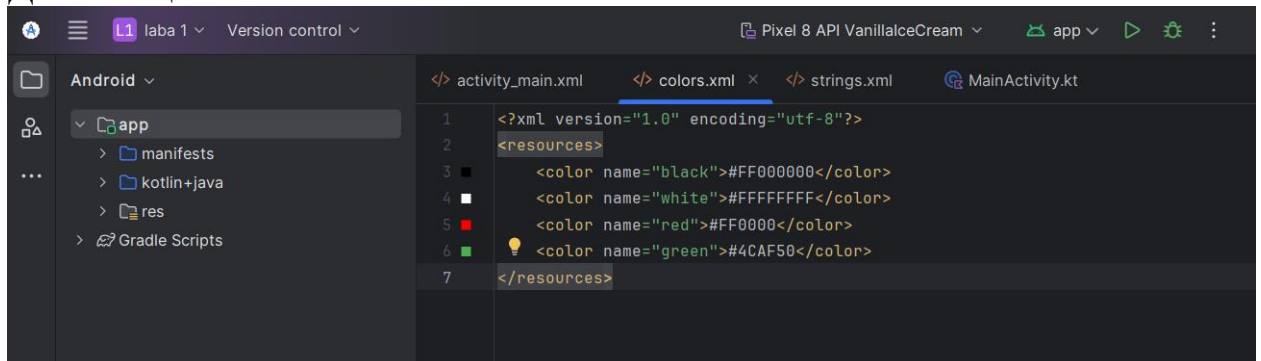 L1 laba 1 Version control Pixel 8 API VanillaIceCream app
Android
activity_main.xml colors.xml strings.xml MainActivity.kt
app
manifests
kotlin+java
res
Gradle Scripts
1 <?xml version="1.0" encoding="utf-8"?>
2 <resources>
3 <color name="black">#FF000000</color>
4 <color name="white">#FFFFFFFF</color>
5 <color name="red">#FF0000</color>
6 <color name="green">#4CAF50</color>
7 </resources>